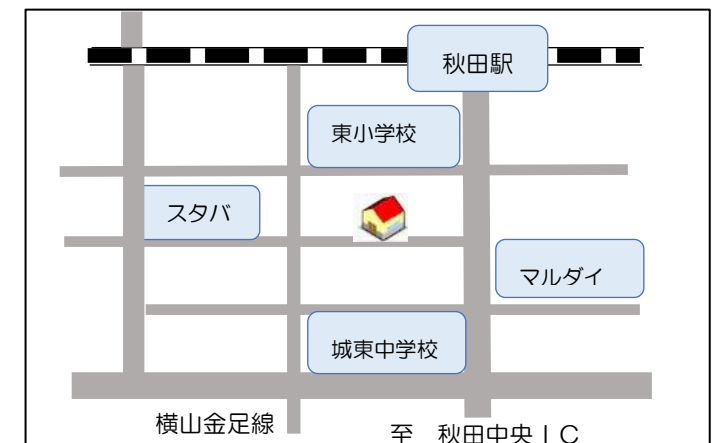 秋田駅
東小学校
スタバ
マルダイ
城東中学校
横山金足線
至　秋田中央ＩＣ